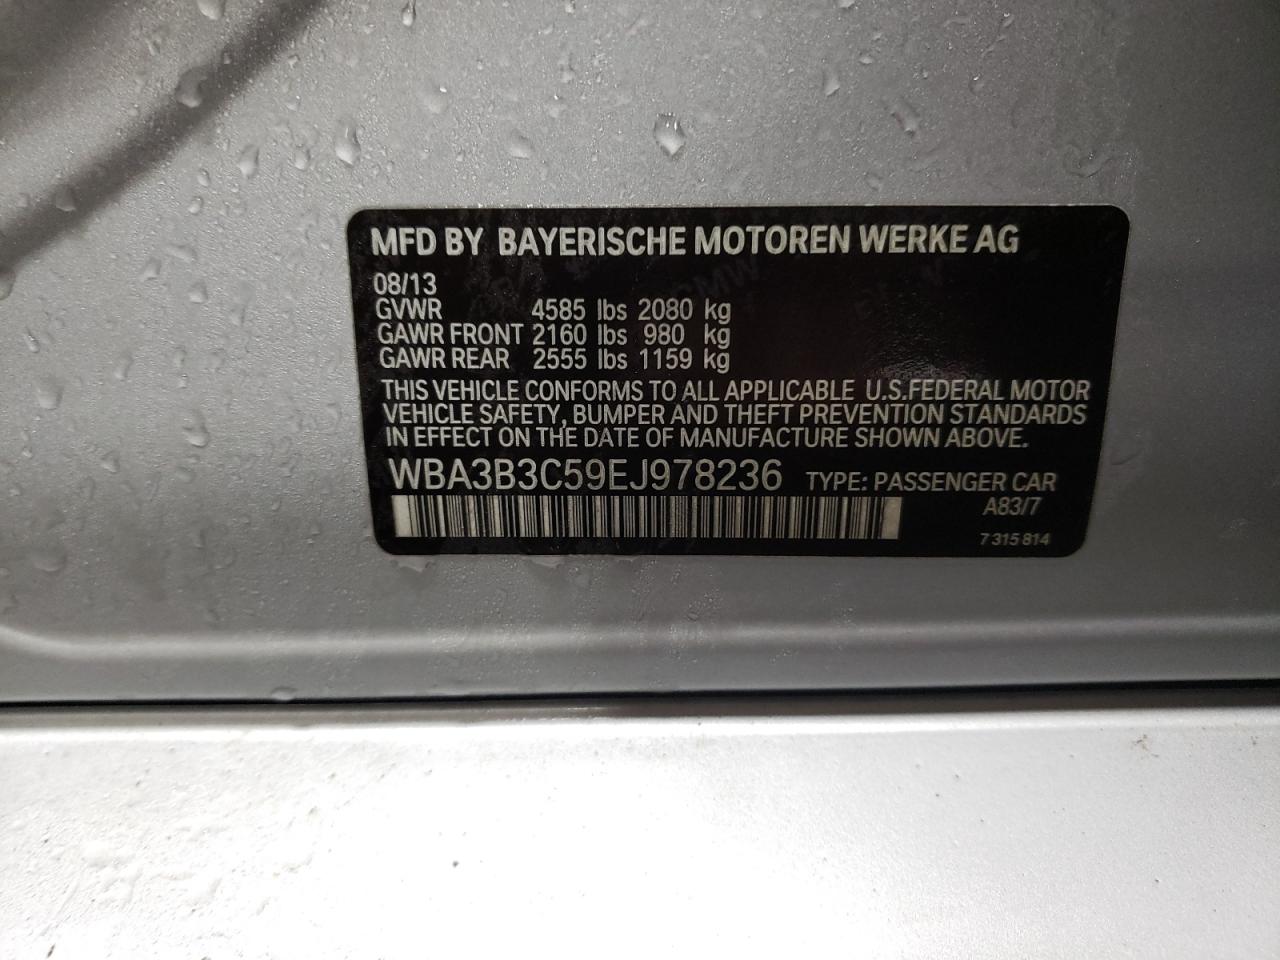 MFD BY BAYERISCHE MOTOREN WERKE AG
08/13
GVWR 4585 lbs 2080 kg
GAWR FRONT 2160 lbs 980 kg
GAWR REAR 2555 lbs 1159 kg
THIS VEHICLE CONFORMS TO ALL APPLICABLE U.S.FEDERAL MOTOR
VEHICLE SAFETY, BUMPER AND THEFT PREVENTION STANDARDS
IN EFFECT ON THE DATE OF MANUFACTURE SHOWN ABOVE.
WBA3B3C59EJ978236 TYPE: PASSENGER CAR
A83/7
7 315 814